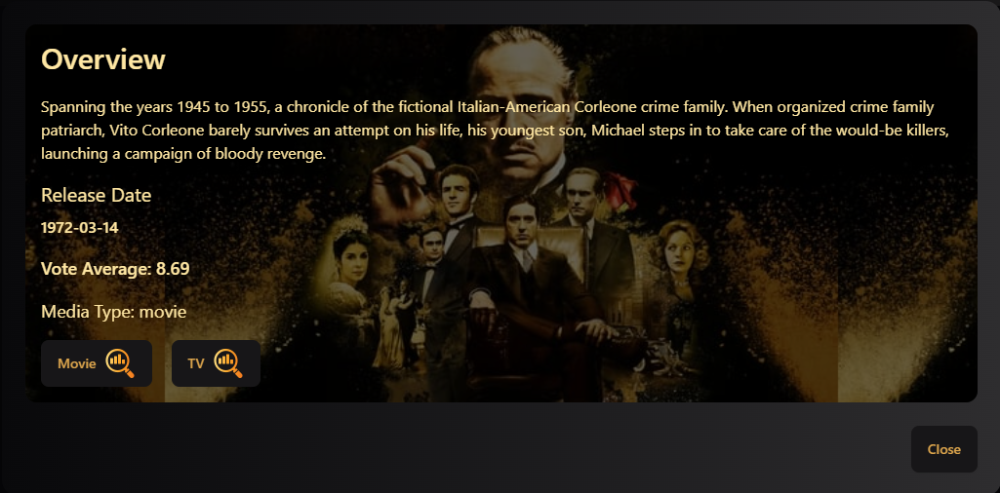 Overview
Spanning the years 1945 to 1955, a chronicle of the fictional Italian-American Corleone crime family. When organized crime family
patriarch, Vito Corleone barely survives an attempt on his life, his youngest son, Michael steps in to take care of the would-be killers,
launching a campaign of bloody revenge.
Release Date
1972-03-14
Vote Average: 8.69
Media Type: movie
Movie
TV
Close